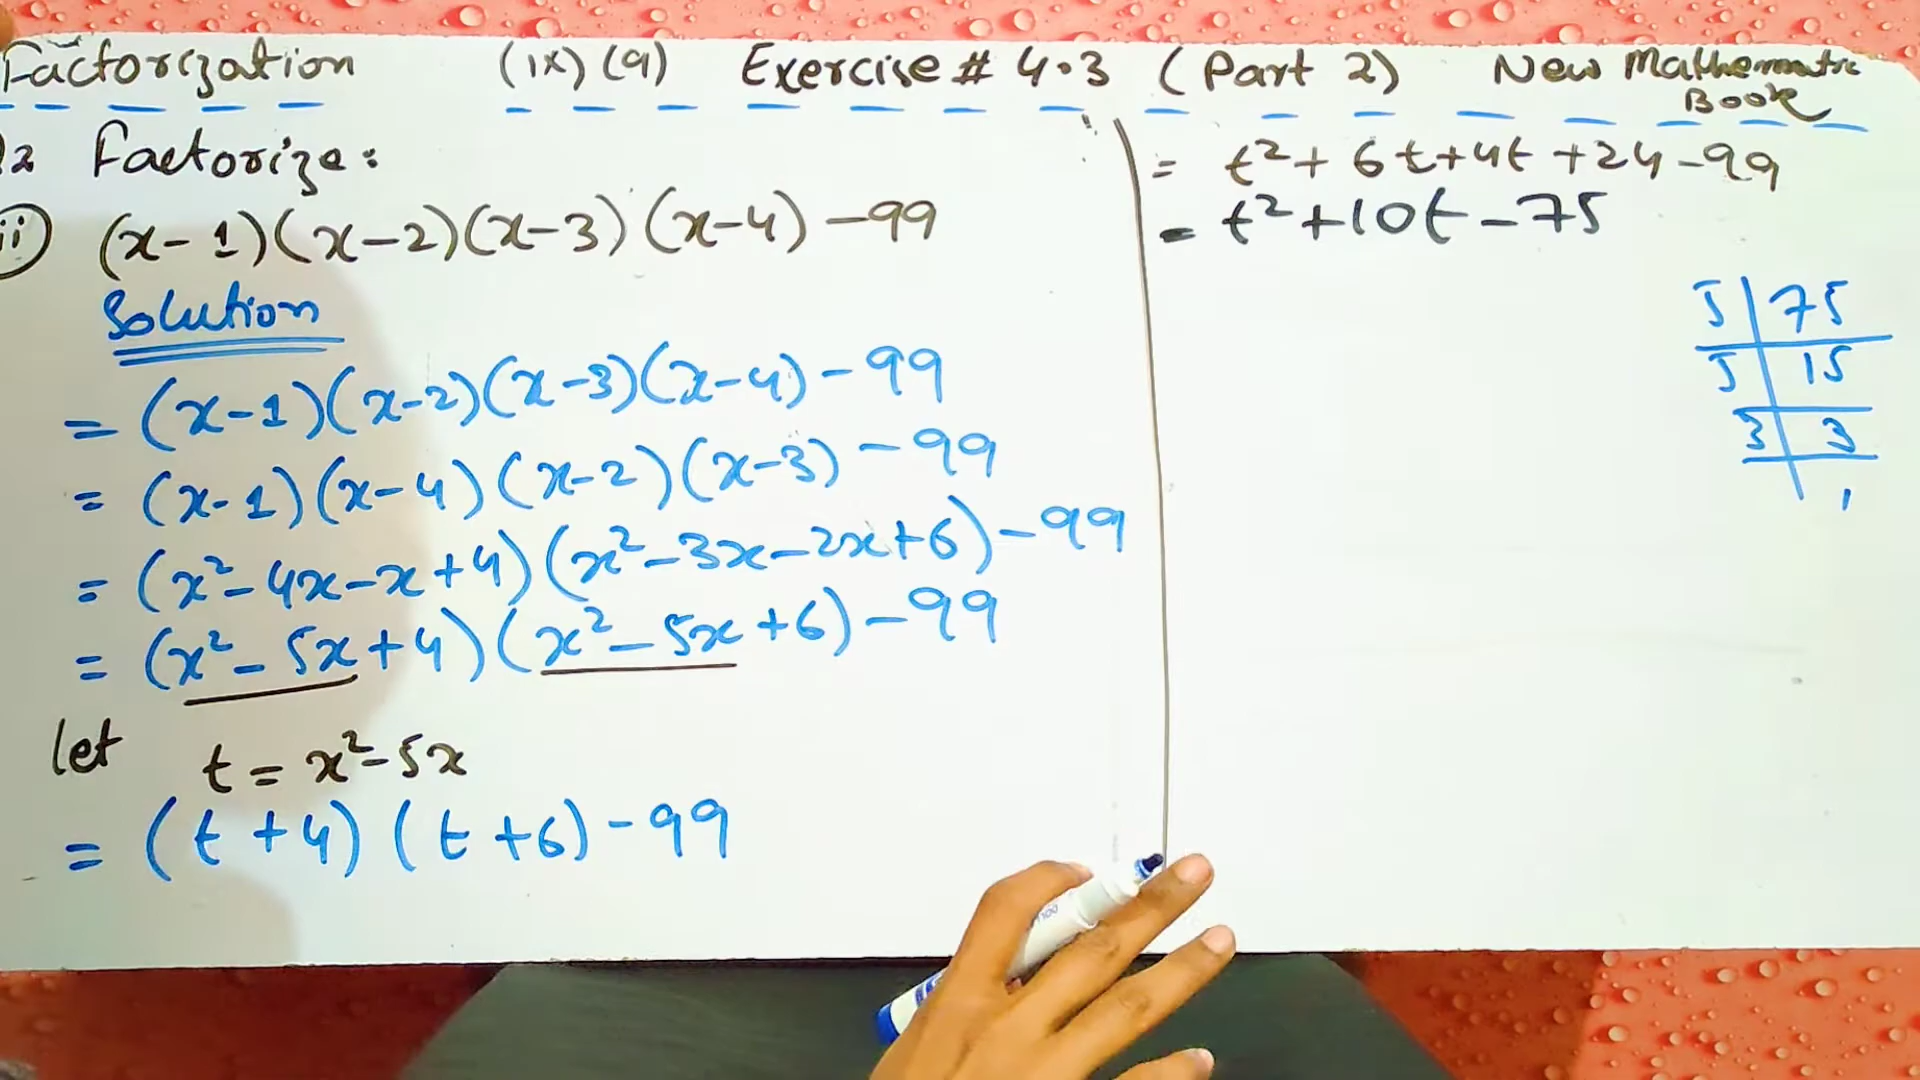 Factorization (ix) (9) Exercise # 4.3 (Part 2) New Mathematic Book
2 Factorize:
ii) (x-1)(x-2)(x-3)(x-4) -99
Solution
= (x-1)(x-2)(x-3)(x-4) -99
= (x-1)(x-4)(x-2)(x-3) -99
= (x²-4x-x+4)(x²-3x-2x+6) -99
= (x²-5x+4)(x²-5x+6) -99
let t = x²-5x
= (t+4)(t+6) -99
= t²+6t+4t+24-99
= t²+10t-75
5 | 75
5 | 15
3 | 3
| 1